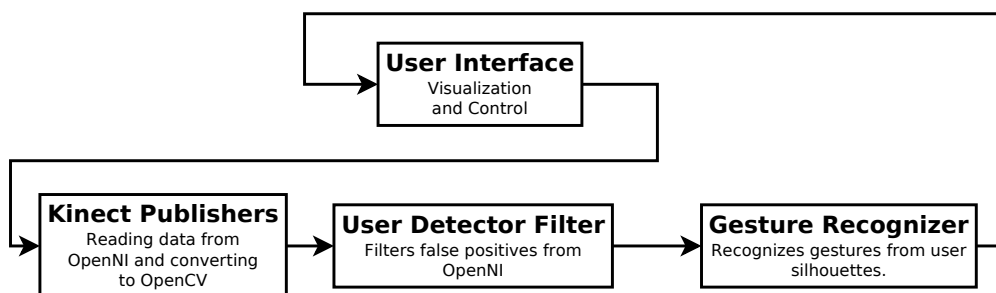 User Interface
Visualization
and Control
Kinect Publishers
Reading data from
OpenNI and converting
to OpenCV
User Detector Filter
Filters false positives from
OpenNI
Gesture Recognizer
Recognizes gestures from user
silhouettes.